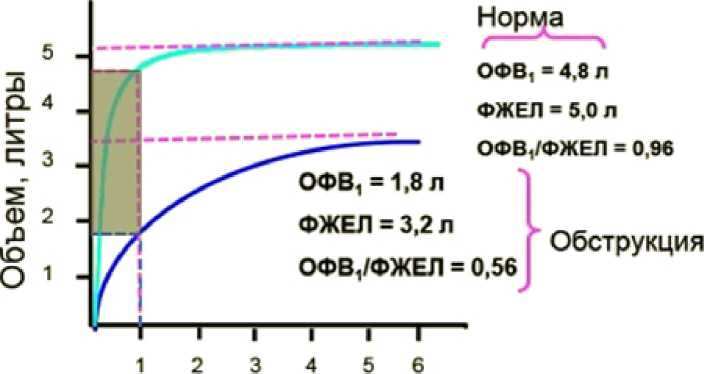 Норма
ОФВ₁ = 4,8 л
ФЖЕЛ = 5,0 л
ОФВ₁/ФЖЕЛ = 0,96
ОФВ₁ = 1,8 л
ФЖЕЛ = 3,2 л
ОФВ₁/ФЖЕЛ = 0,56
Обструкция
Объем, литры
5
4
3
2
1
1 2 3 4 5 6